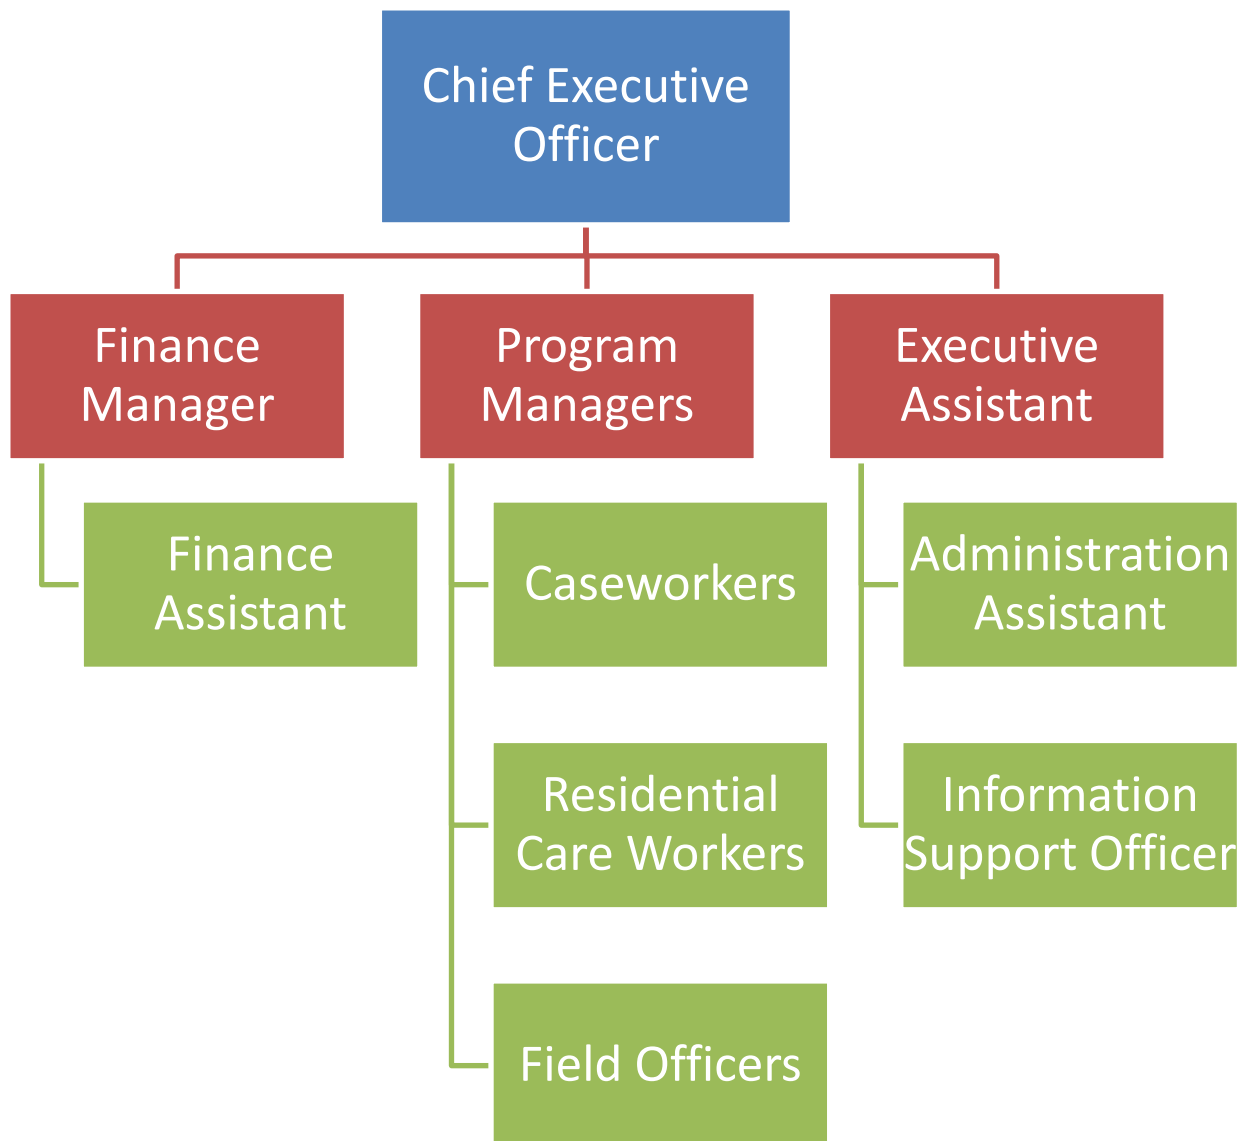 Chief Executive
Officer
Finance
Manager
Program
Managers
Executive
Assistant
Finance
Assistant
Caseworkers
Administration
Assistant
Residential
Care Workers
Information
Support Officer
Field Officers